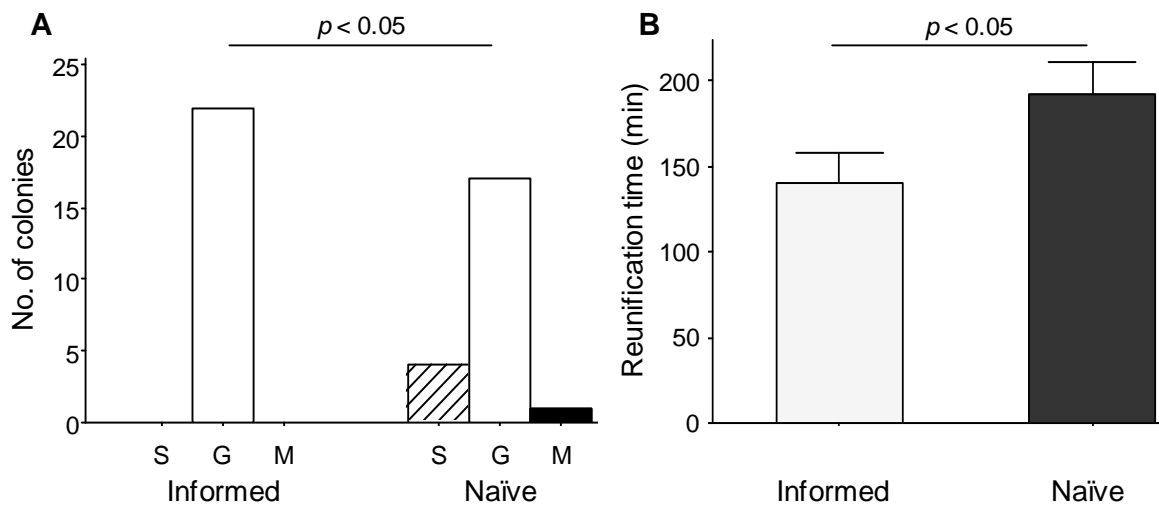 A
p < 0.05
No. of colonies
25
20
15
10
5
0
S G M S G M
Informed Naïve
B
p < 0.05
Reunification time (min)
200
150
100
50
0
Informed Naïve